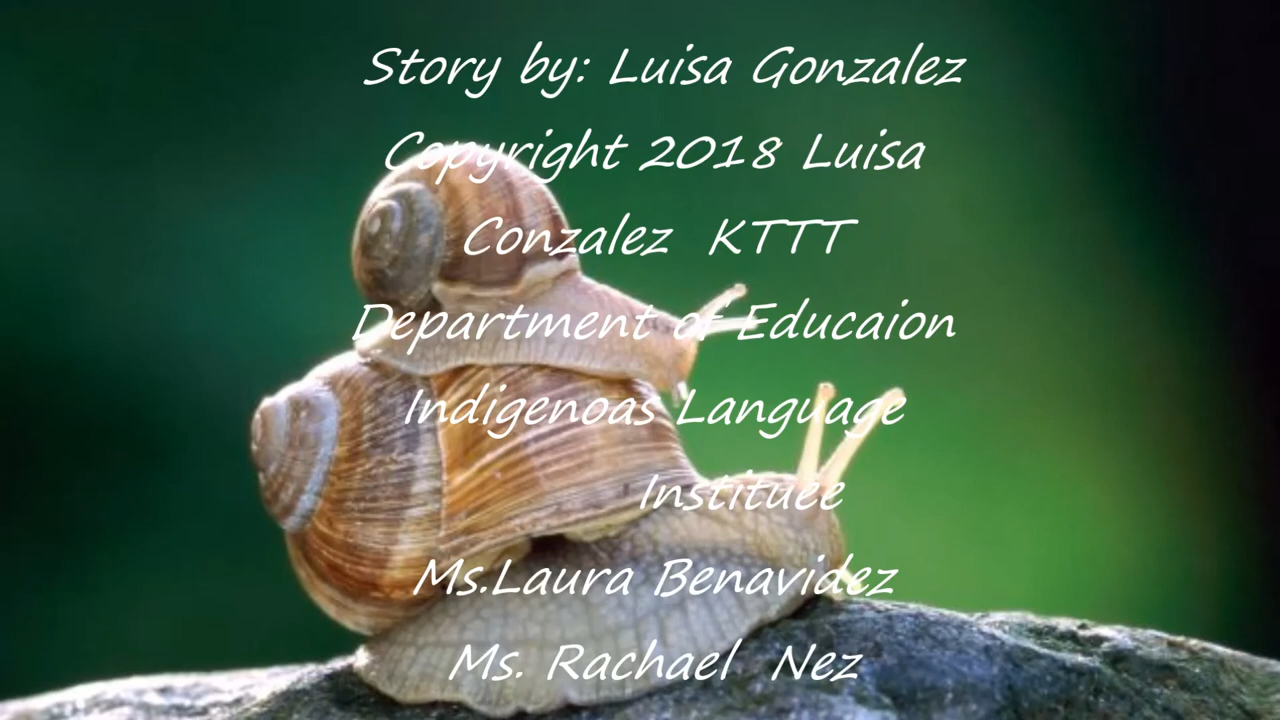 Story by: Luisa Gonzalez
Copyright 2018 Luisa
Conzalez KTTT
Department of Educaion
Indigenoas Language
Instituee
Ms.Laura Benavidez
Ms. Rachael Nez